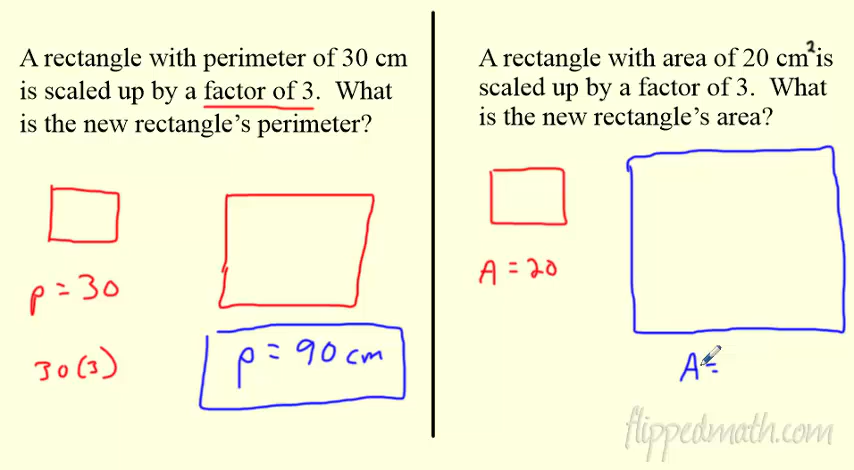 A rectangle with perimeter of 30 cm
is scaled up by a factor of 3. What
is the new rectangle's perimeter?
p = 30
30(3)
p = 90 cm
A rectangle with area of 20 cm² is
scaled up by a factor of 3. What
is the new rectangle's area?
A = 20
A =
flippedmath.com